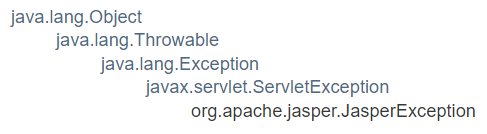 java.lang.Object
java.lang.Throwable
java.lang.Exception
javax.servlet.ServletException
org.apache.jasper.JasperException